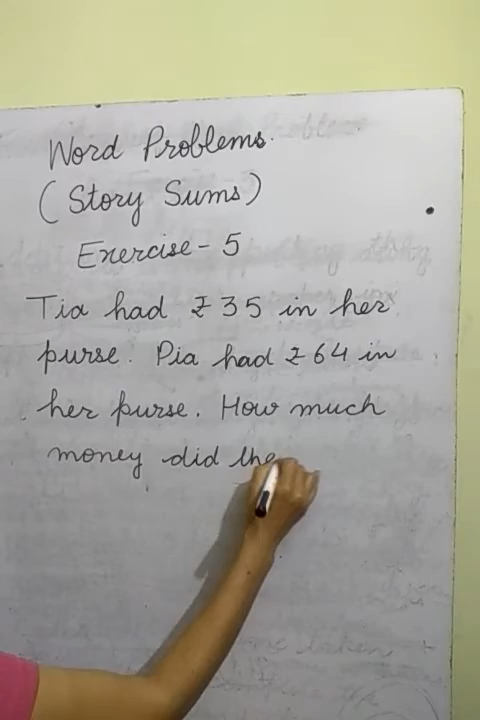 Word Problems.
(Story Sums)
Exercise - 5
Tia had ₹35 in her
purse. Pia had ₹64 in
her purse. How much
money did the